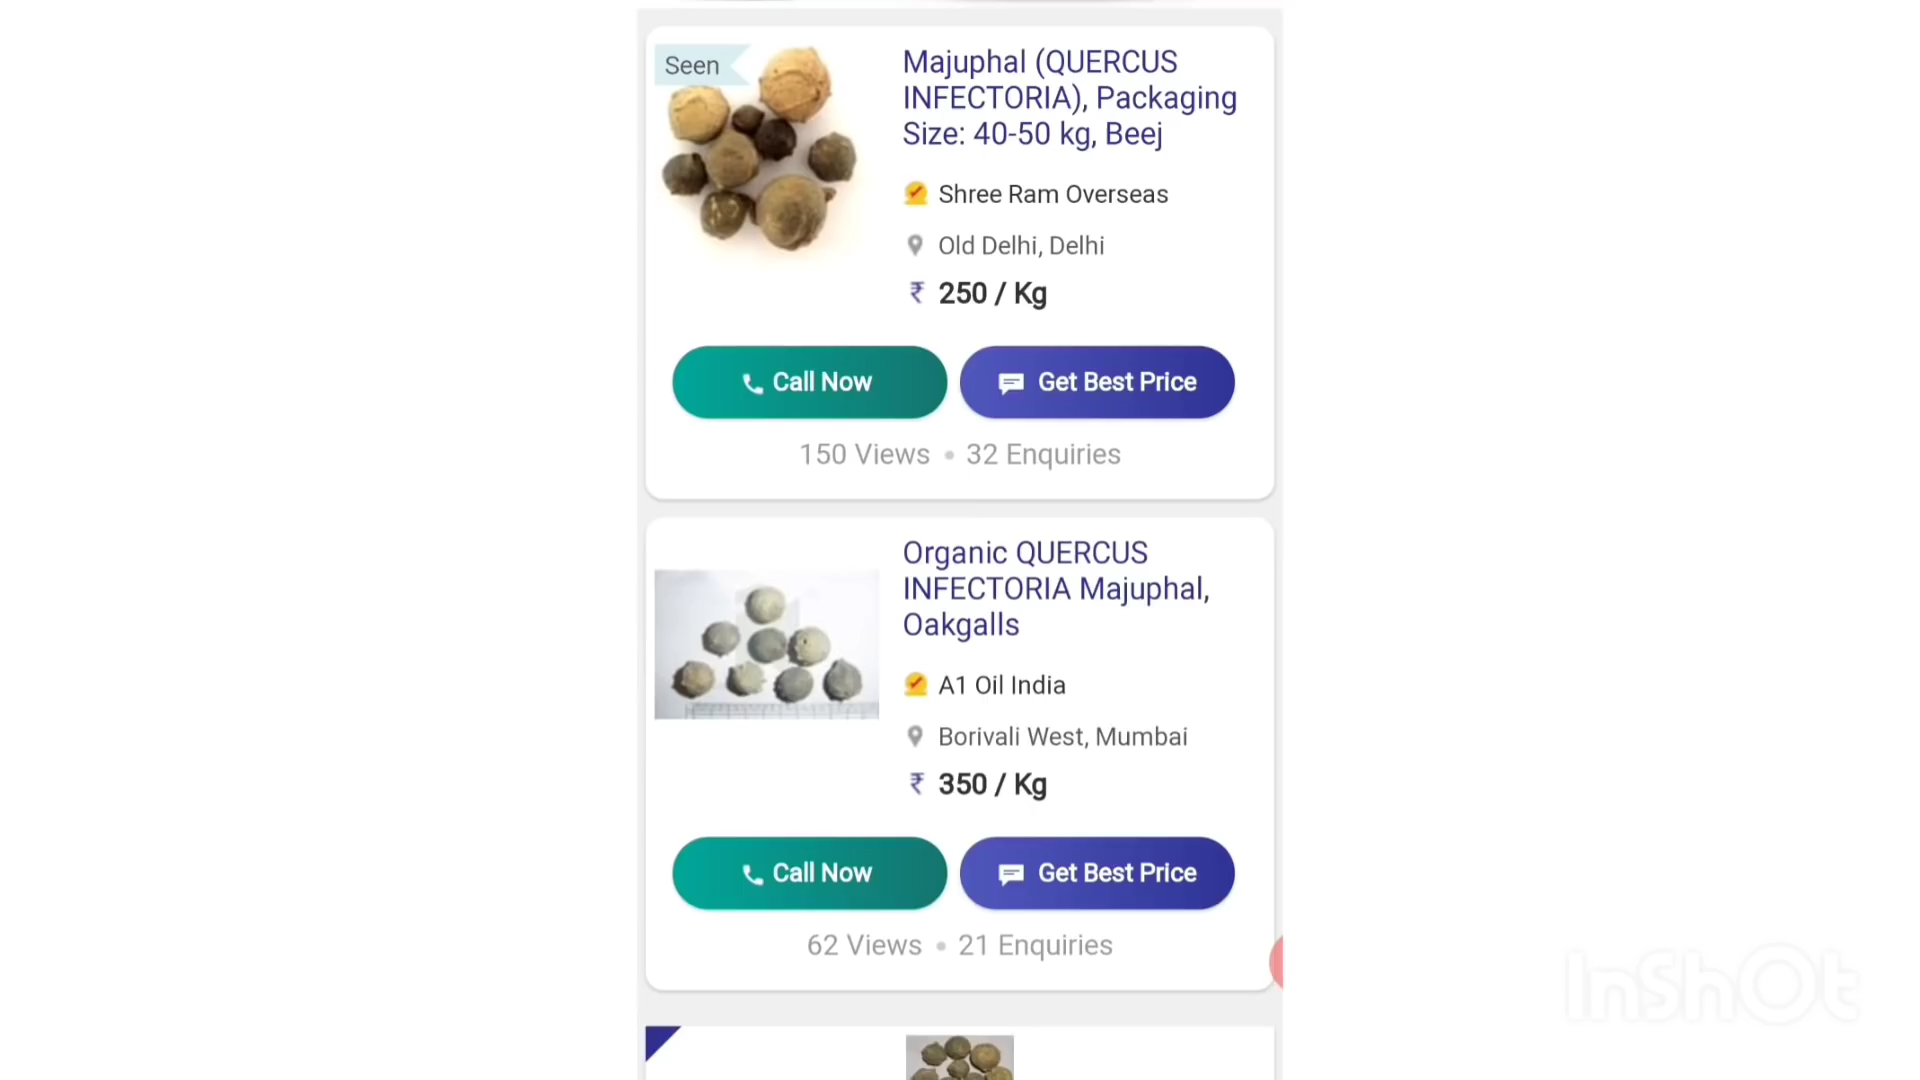 Seen
Majuphal (QUERCUS
INFECTORIA), Packaging
Size: 40-50 kg, Beej
Shree Ram Overseas
Old Delhi, Delhi
₹ 250 / Kg
Call Now
Get Best Price
150 Views • 32 Enquiries
Organic QUERCUS
INFECTORIA Majuphal,
Oakgalls
A1 Oil India
Borivali West, Mumbai
₹ 350 / Kg
Call Now
Get Best Price
62 Views • 21 Enquiries
InShOt